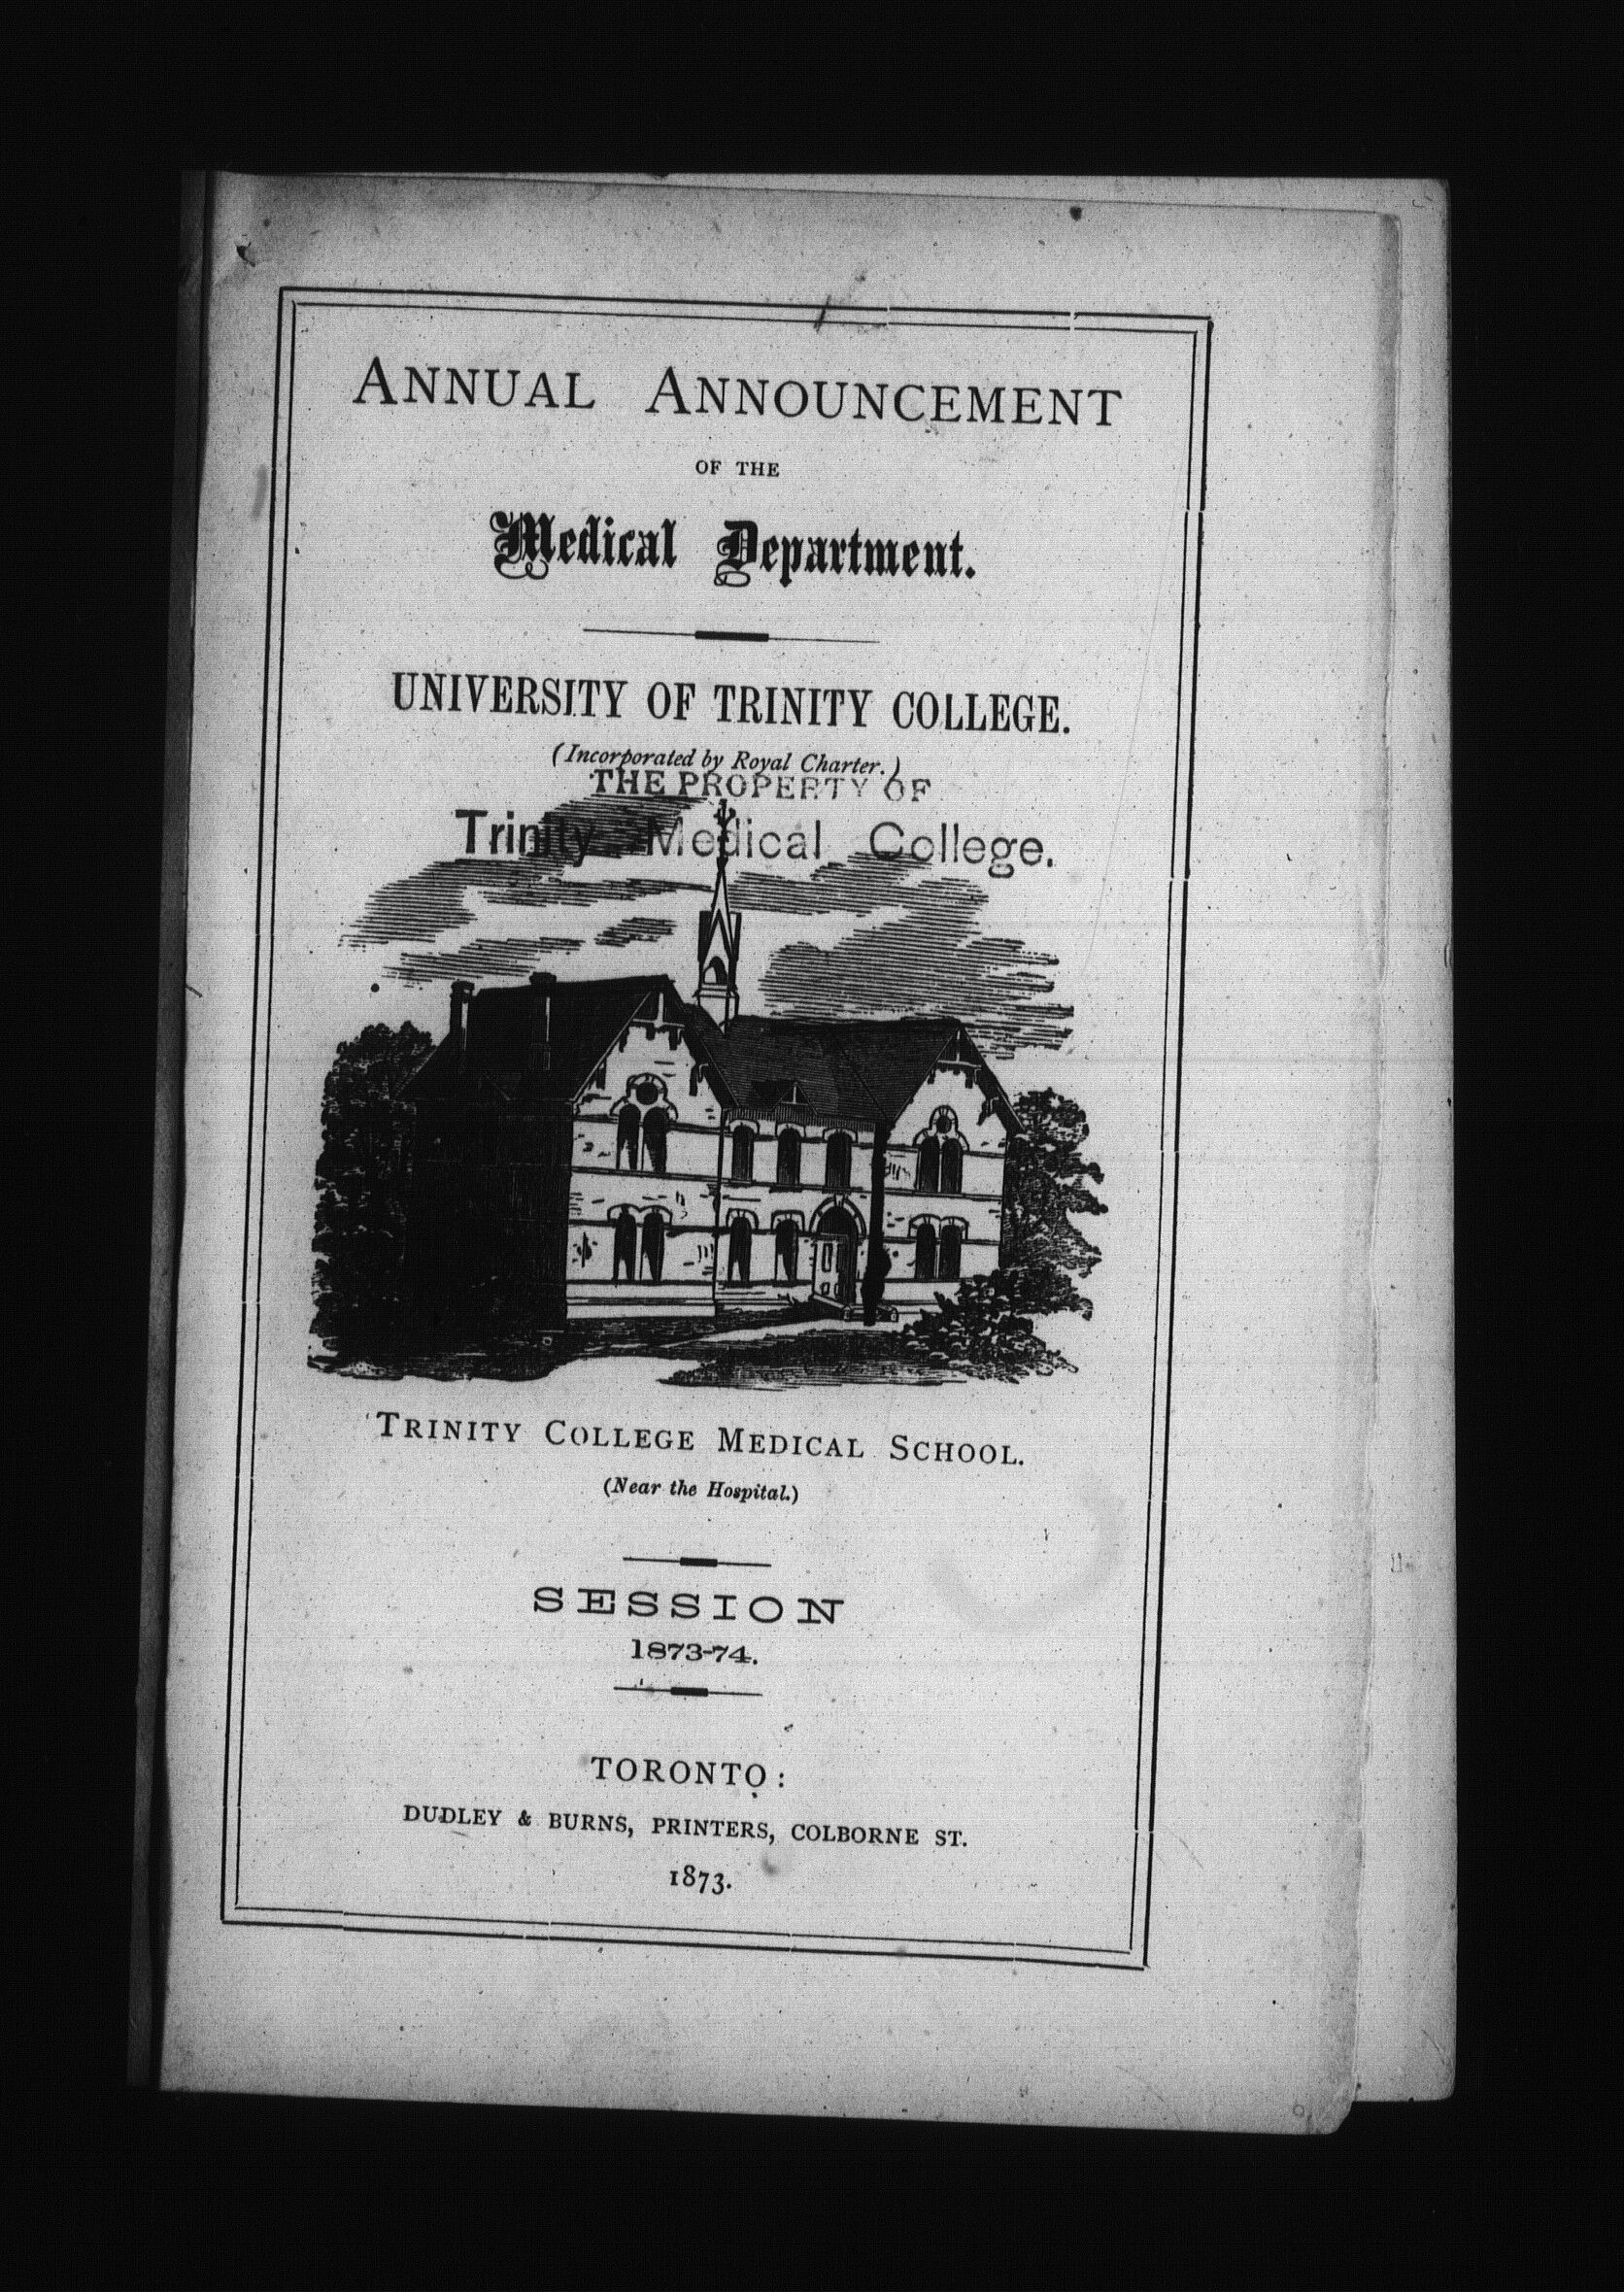 ANNUAL ANNOUNCEMENT
OF THE
Medical Department.
UNIVERSITY OF TRINITY COLLEGE.
(Incorporated by Royal Charter.)
THE PROPERTY OF
Trinity Medical College.
TRINITY COLLEGE MEDICAL SCHOOL.
(Near the Hospital.)
SESSION
1873-74.
TORONTO:
DUDLEY & BURNS, PRINTERS, COLBORNE ST.
1873.